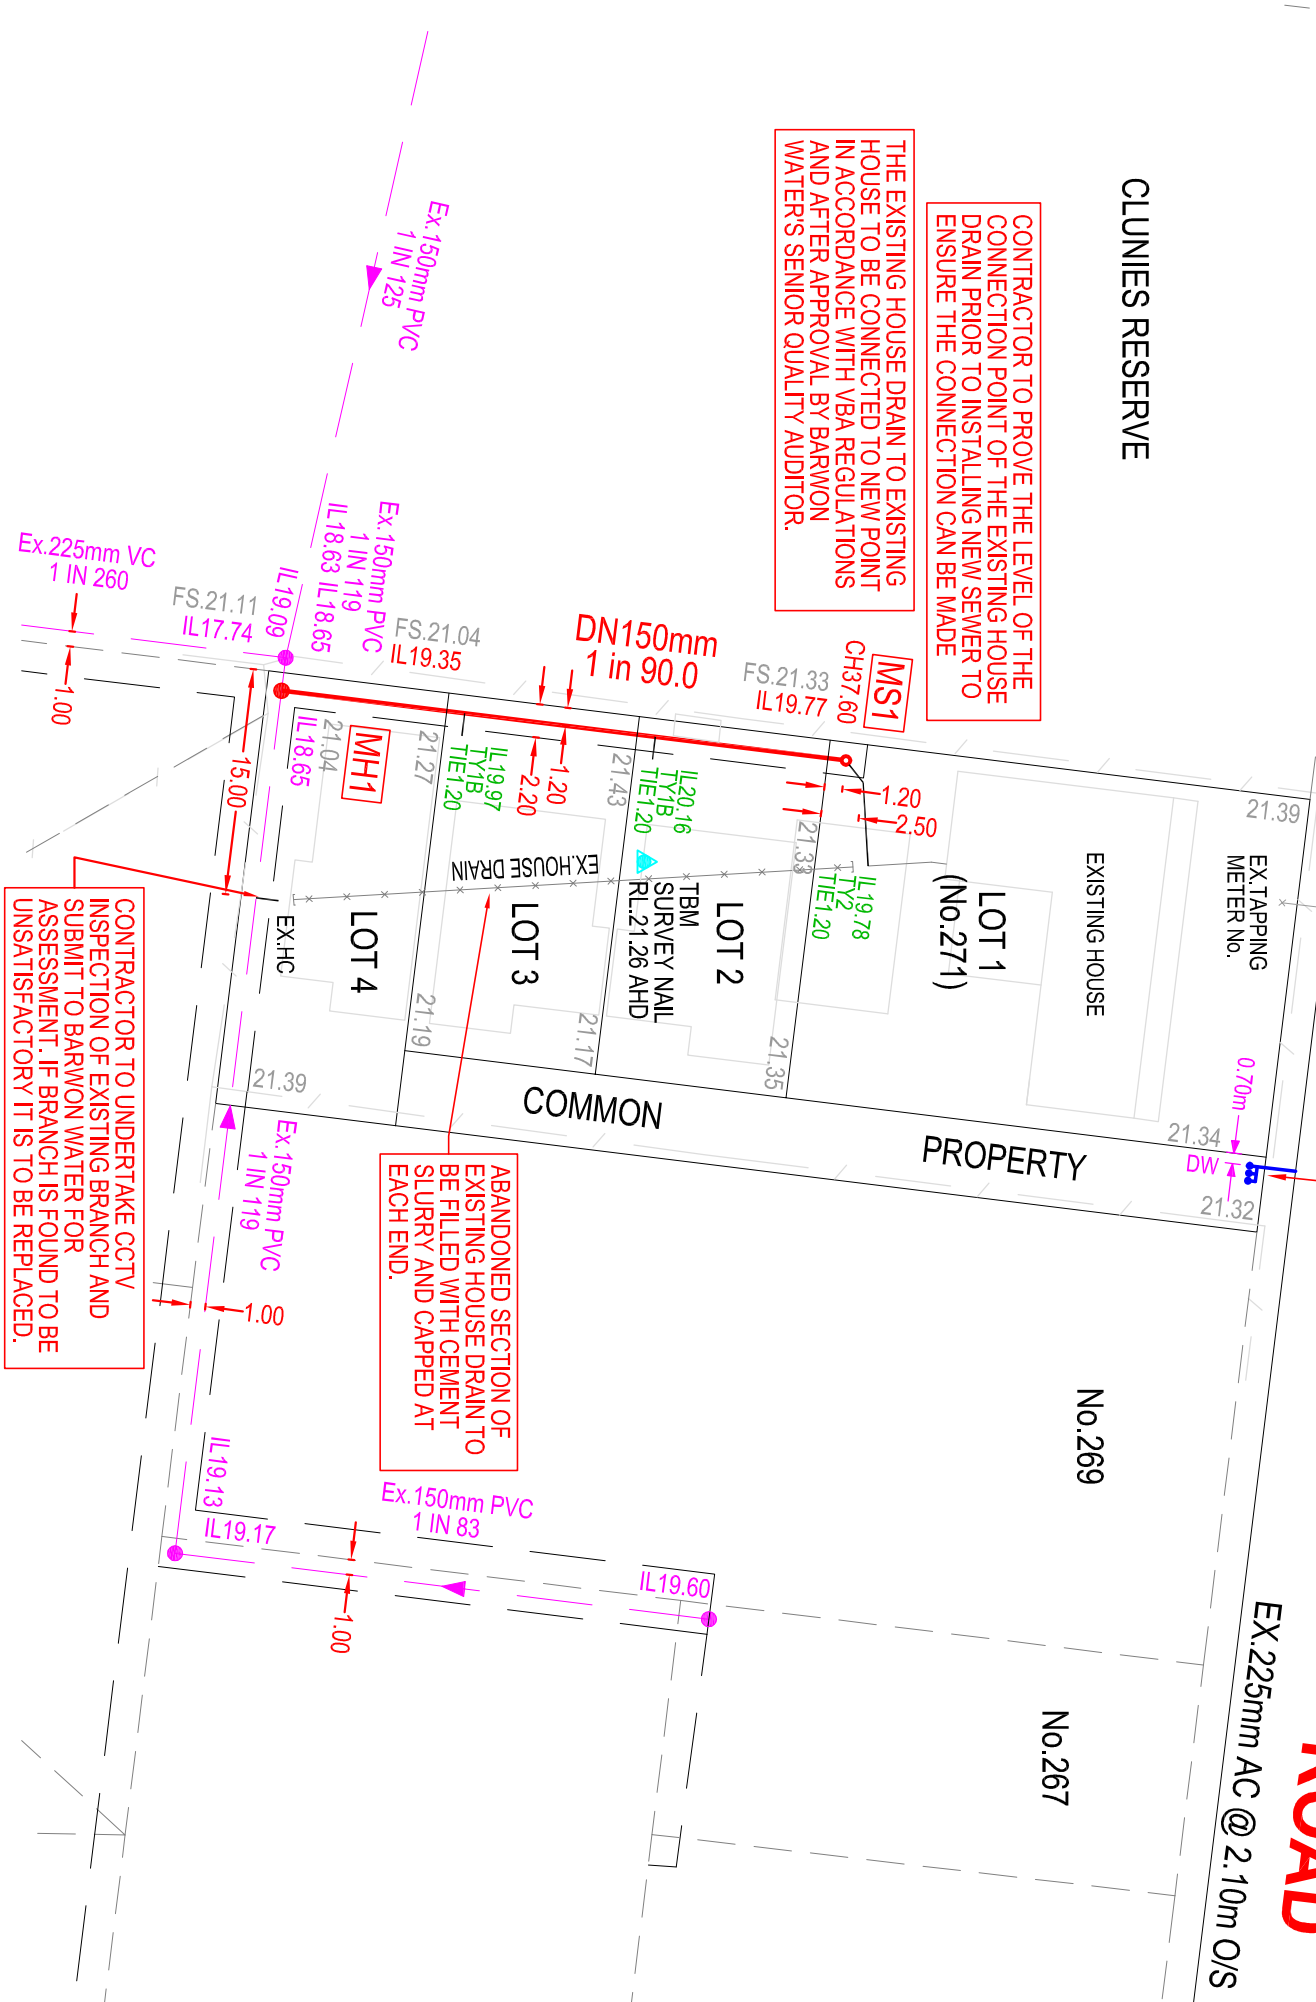 CLUNIES RESERVE
CONTRACTOR TO PROVE THE LEVEL OF THE
CONNECTION POINT OF THE EXISTING HOUSE
DRAIN PRIOR TO INSTALLING NEW SEWER TO
ENSURE THE CONNECTION CAN BE MADE
THE EXISTING HOUSE DRAIN TO EXISTING
HOUSE TO BE CONNECTED TO NEW POINT
IN ACCORDANCE WITH VBA REGULATIONS
AND AFTER APPROVAL BY BARWON
WATER'S SENIOR QUALITY AUDITOR.
Ex.150mm PVC
1 IN 125
Ex.150mm PVC
1 IN 119
IL18.63 IL18.65
IL19.09
Ex.225mm VC
1 IN 260
FS.21.11
IL17.74
FS.21.04
IL19.35
DN150mm
1 in 90.0
FS.21.33
IL19.77
CH37.60
MS1
1.00
15.00
IL18.65
21.04
MH1
21.27
IL19.97
TY1B
TIE1.20
1.20
2.20
21.43
IL20.16
TY1B
TIE1.20
1.20
2.50
21.33
IL19.78
TY2
TIE1.20
21.39
EX.TAPPING
METER No.
EXISTING HOUSE
LOT 1
(No.271)
LOT 2
TBM
SURVEY NAIL
RL.21.26 AHD
EX.HOUSE DRAIN
LOT 3
LOT 4
EX.HC
21.19
21.17
21.35
21.39
COMMON
PROPERTY
21.34
0.70m
DW
21.32
CONTRACTOR TO UNDERTAKE CCTV
INSPECTION OF EXISTING BRANCH AND
SUBMIT TO BARWON WATER FOR
ASSESSMENT. IF BRANCH IS FOUND TO BE
UNSATISFACTORY IT IS TO BE REPLACED.
Ex.150mm PVC
1 IN 119
1.00
ABANDONED SECTION OF
EXISTING HOUSE DRAIN TO
BE FILLED WITH CEMENT
SLURRY AND CAPPED AT
EACH END.
IL19.13
IL19.17
Ex.150mm PVC
1 IN 83
IL19.60
1.00
No.269
No.267
EX.225mm AC @ 2.10m O/S
ROAD